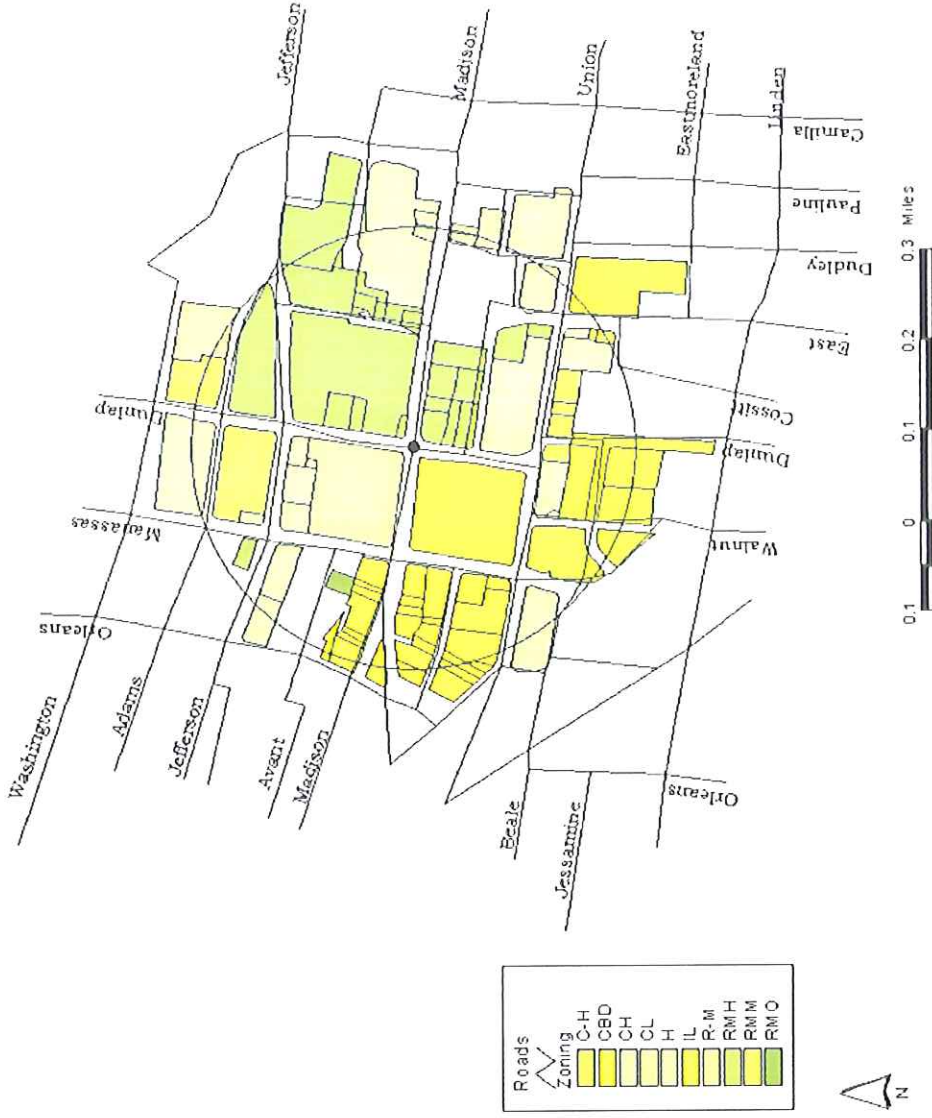 Jefferson
Madison
Union
Eastmoreland
Linden
Camilla
Pauline
Dudley
East
Cossitt
Dunlap
Walnut
Orleans
Dunlap
Manassas
Orleans
Washington
Adams
Jefferson
Avant
Madison
Beale
Jessamine
Roads
Zoning
C-H
CBD
CH
CL
H
IL
R-M
RMH
RMM
RMO
N
0.1 0 0.1 0.2 0.3 Miles